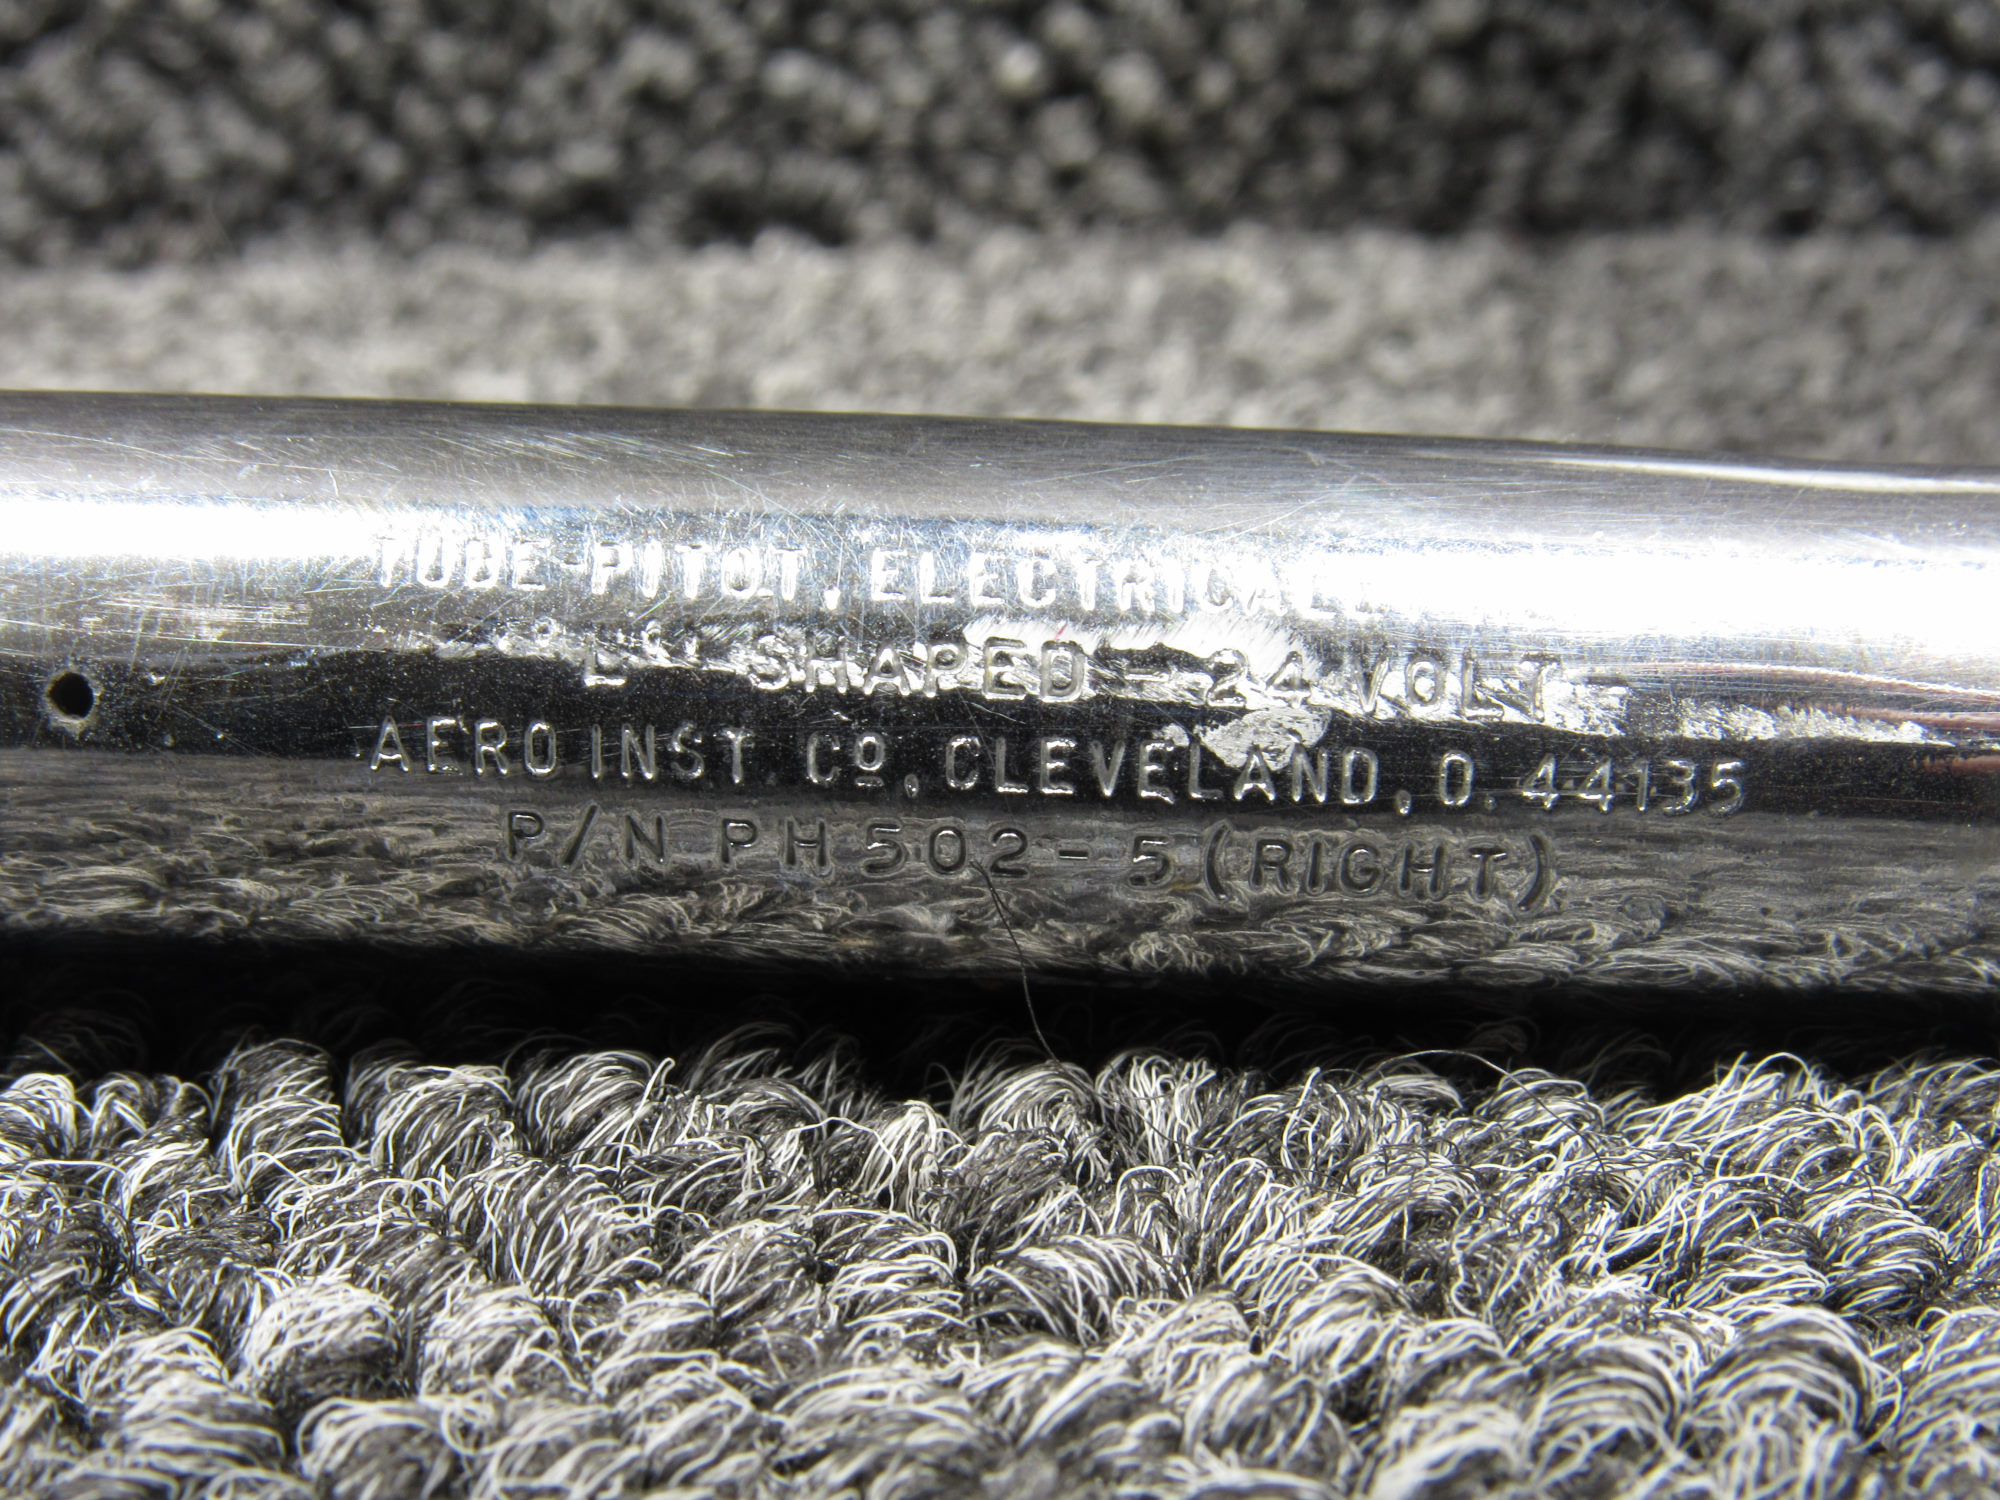 TUBE-PITOT, ELECTRICAL
"L" SHAPED - 24 VOLT
AERO INST. Co, CLEVELAND, O. 44135
P/N PH502-5 (RIGHT)